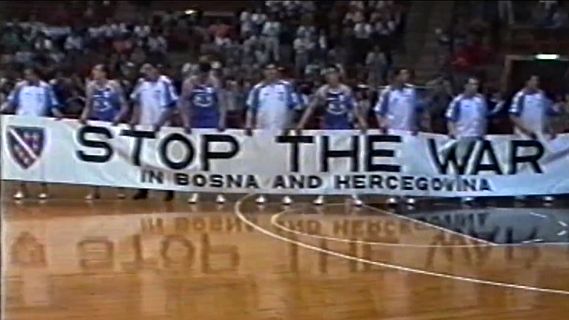 STOP THE WAR
IN BOSNA AND HERCEGOVINA